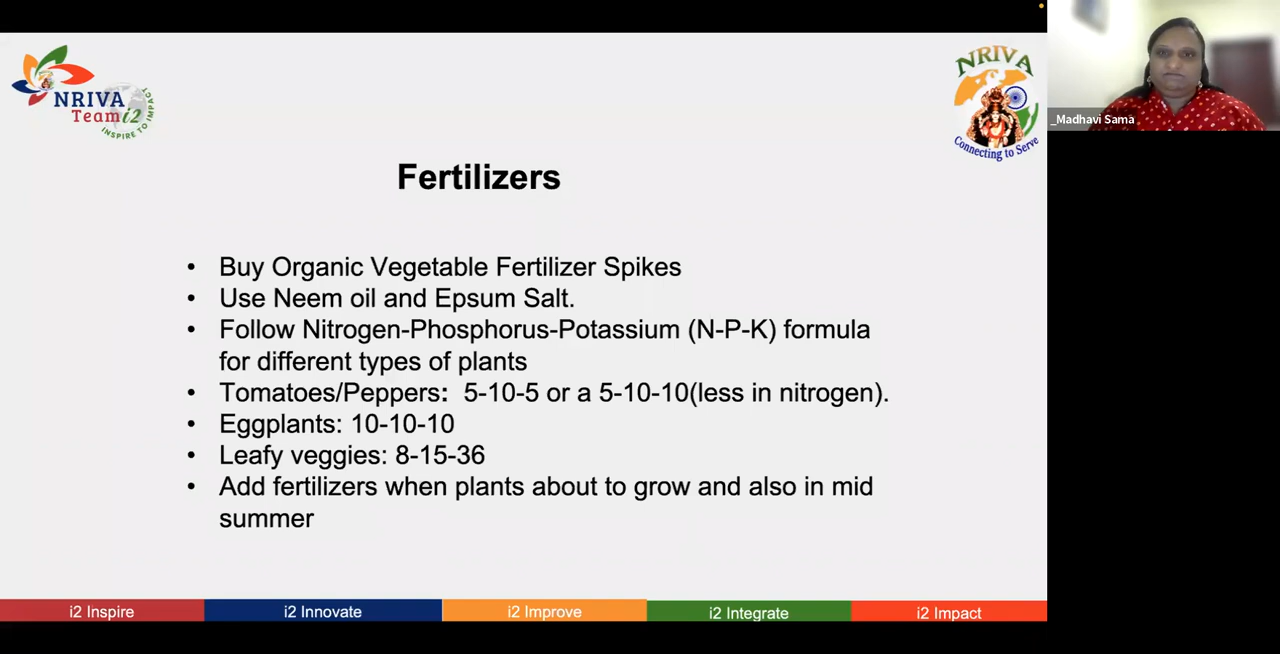 NRIVA
Team i2
INSPIRE TO IMPACT
NRIVA
Connecting to Serve
_Madhavi Sama
Fertilizers
• Buy Organic Vegetable Fertilizer Spikes
• Use Neem oil and Epsum Salt.
• Follow Nitrogen-Phosphorus-Potassium (N-P-K) formula
for different types of plants
• Tomatoes/Peppers: 5-10-5 or a 5-10-10(less in nitrogen).
• Eggplants: 10-10-10
• Leafy veggies: 8-15-36
• Add fertilizers when plants about to grow and also in mid
summer
i2 Inspire
i2 Innovate
i2 Improve
i2 Integrate
i2 Impact